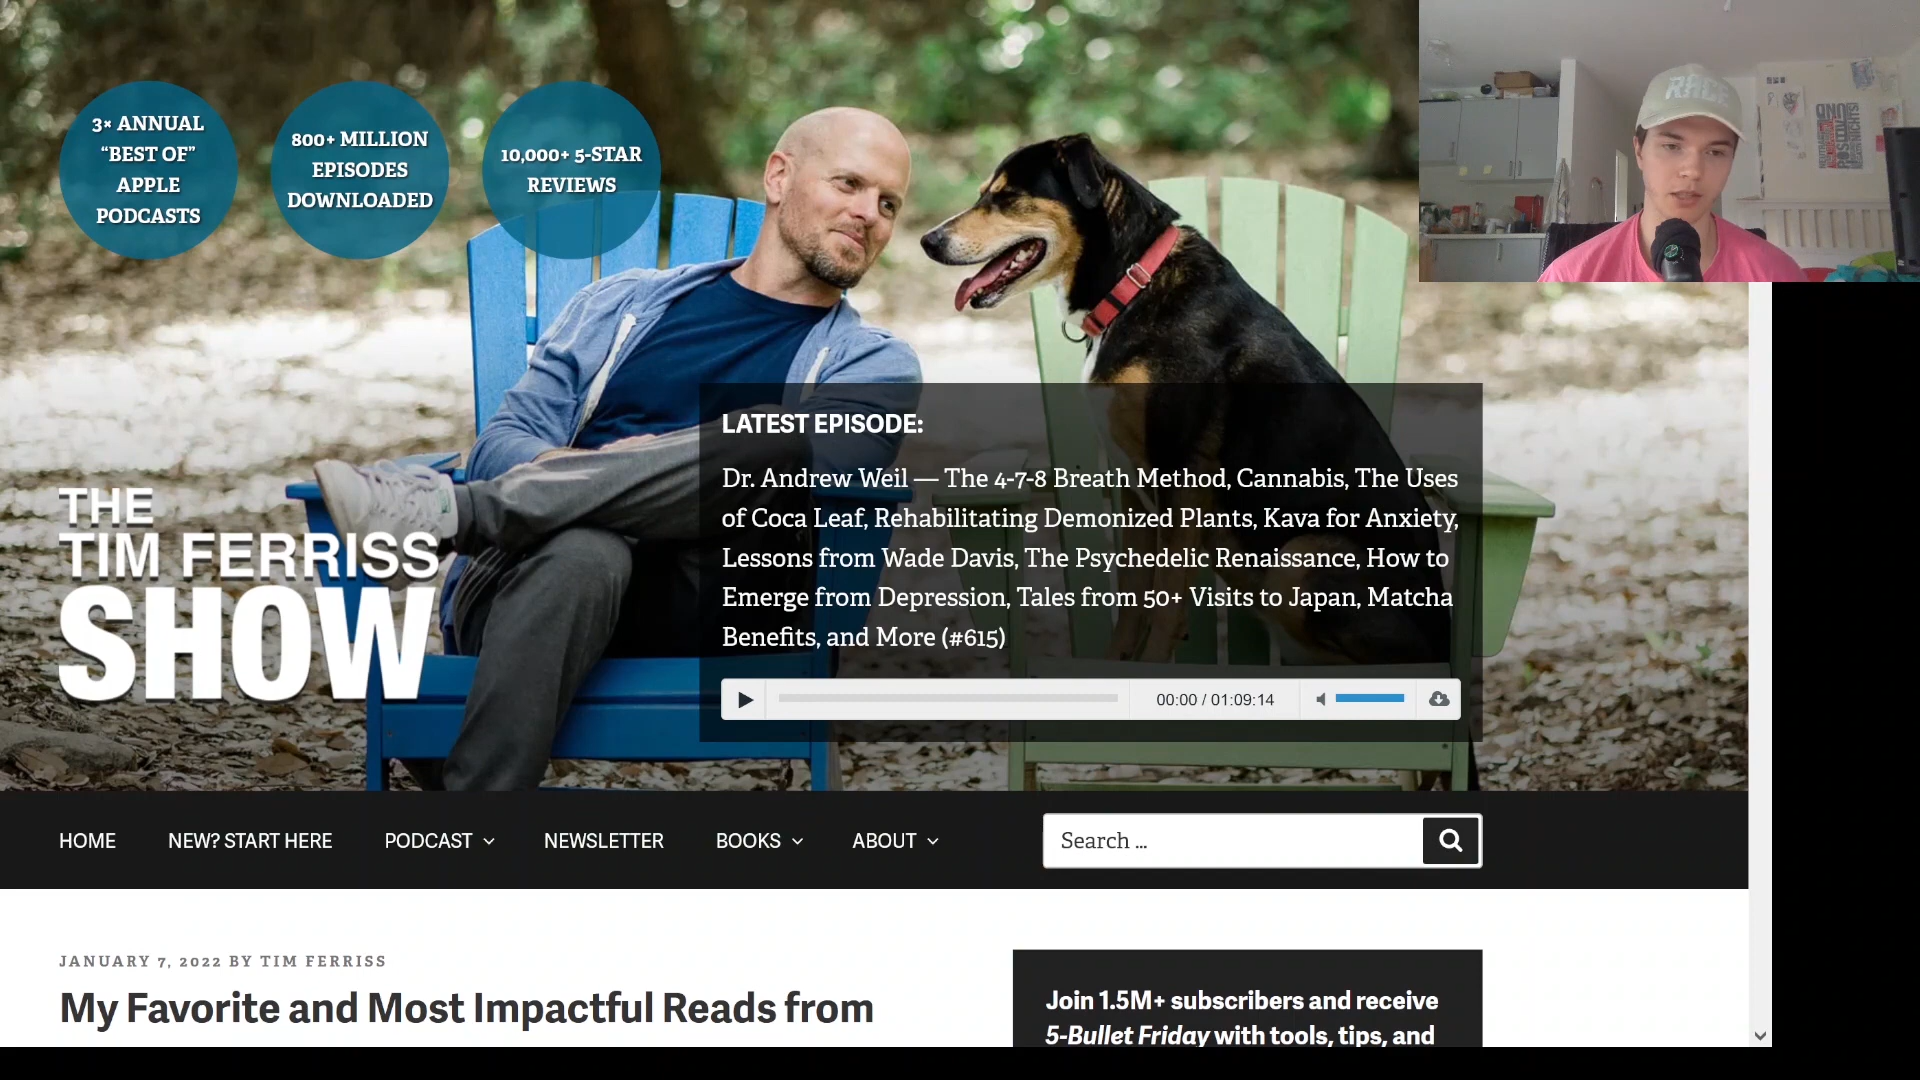 3× ANNUAL
“BEST OF”
APPLE
PODCASTS
800+ MILLION
EPISODES
DOWNLOADED
10,000+ 5-STAR
REVIEWS
RAGE
THE
TIM FERRISS
SHOW
LATEST EPISODE:
Dr. Andrew Weil — The 4-7-8 Breath Method, Cannabis, The Uses
of Coca Leaf, Rehabilitating Demonized Plants, Kava for Anxiety,
Lessons from Wade Davis, The Psychedelic Renaissance, How to
Emerge from Depression, Tales from 50+ Visits to Japan, Matcha
Benefits, and More (#615)
00:00 / 01:09:14
HOME NEW? START HERE PODCAST NEWSLETTER BOOKS ABOUT Search ...
JANUARY 7, 2022 BY TIM FERRISS
My Favorite and Most Impactful Reads from
Join 1.5M+ subscribers and receive
5-Bullet Friday with tools, tips, and